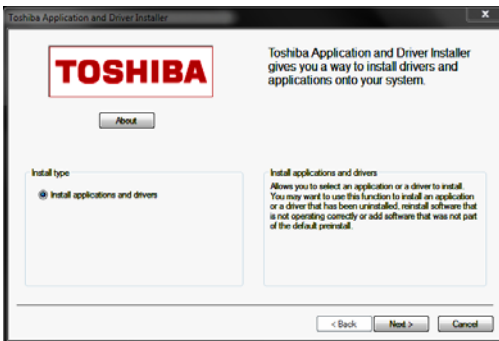 Toshiba Application and Driver Installer
x
TOSHIBA
Toshiba Application and Driver Installer
gives you a way to install drivers and
applications onto your system.
About
Install type
Install applications and drivers
Install applications and drivers
Allows you to select an application or a driver to install.
You may want to use this function to install an application
or a driver that has been uninstalled, reinstall software that
is not operating correctly or add software that was not part
of the default preinstall.
< Back
Next >
Cancel